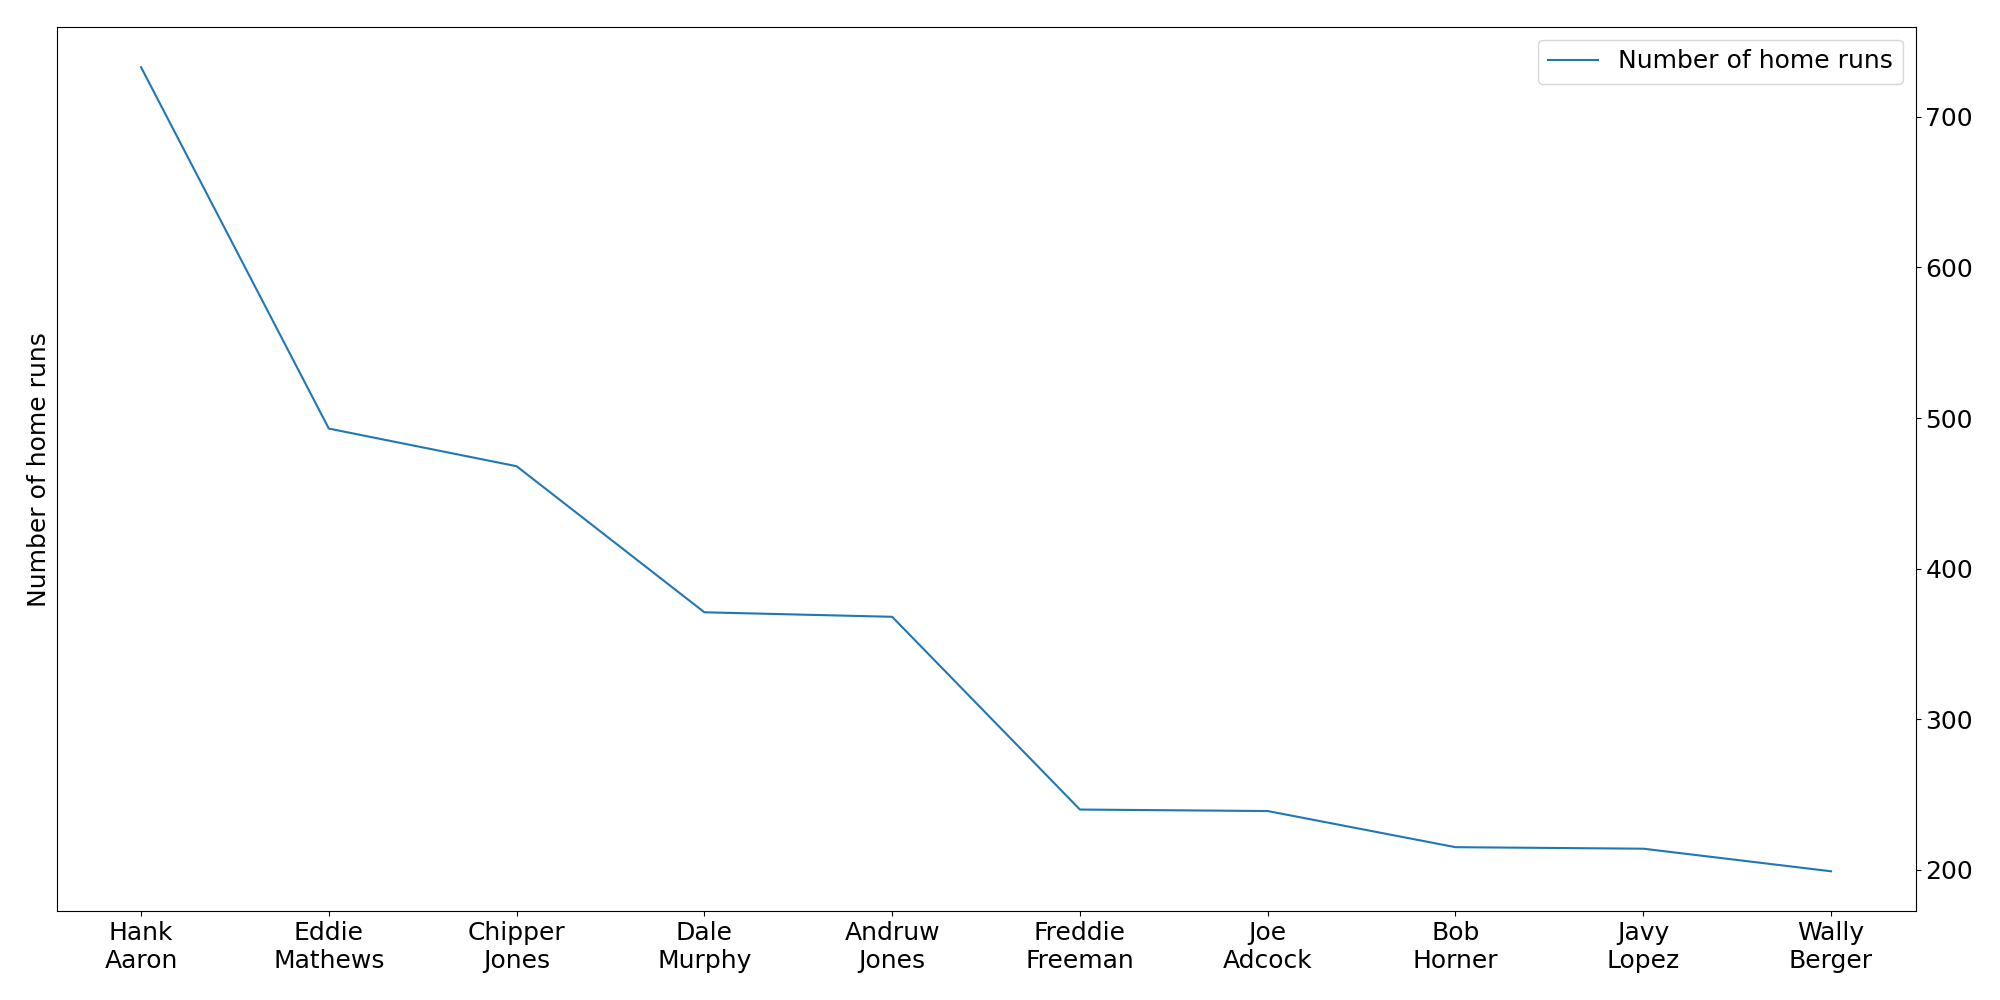 Number of home runs
700
600
500
400
300
200
Number of home runs
Hank
Aaron
Eddie
Mathews
Chipper
Jones
Dale
Murphy
Andruw
Jones
Freddie
Freeman
Joe
Adcock
Bob
Horner
Javy
Lopez
Wally
Berger